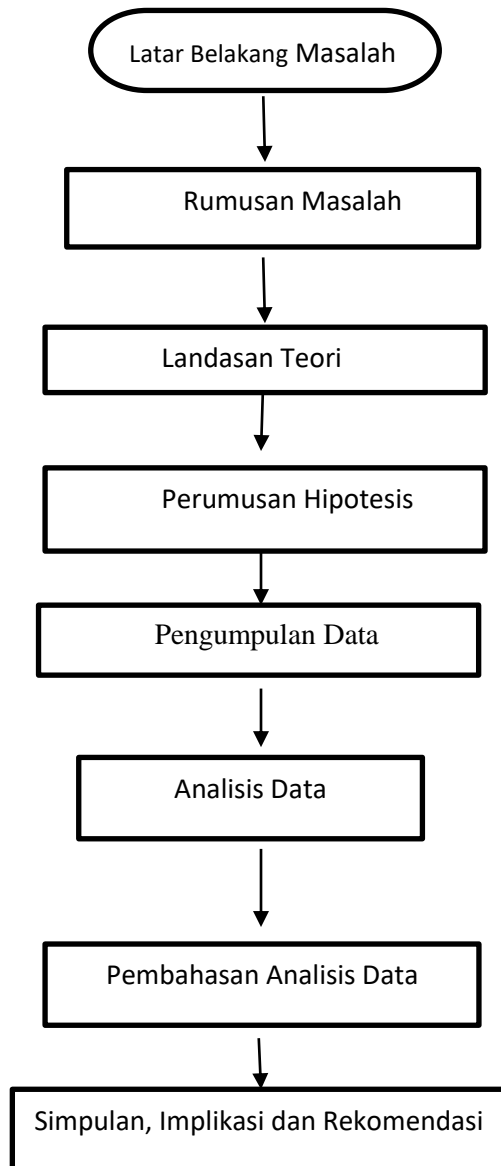 Latar Belakang Masalah
Rumusan Masalah
Landasan Teori
Perumusan Hipotesis
Pengumpulan Data
Analisis Data
Pembahasan Analisis Data
Simpulan, Implikasi dan Rekomendasi